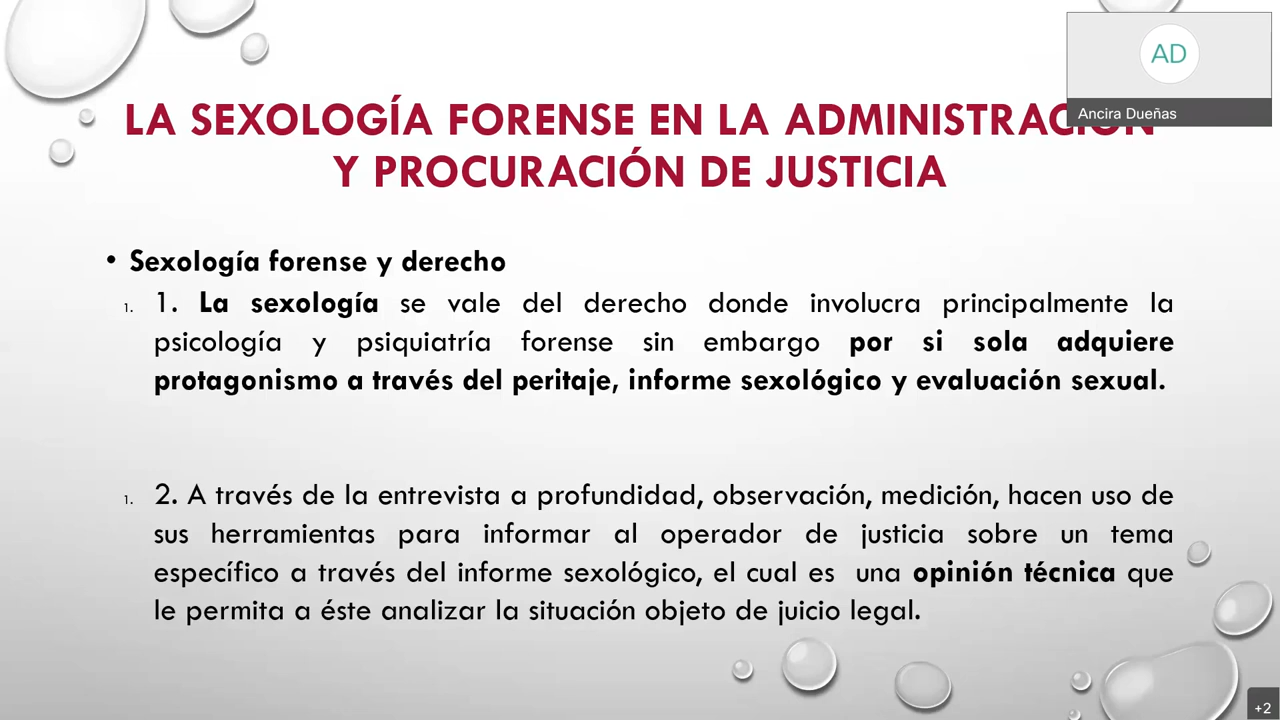 AD
Ancira Dueñas
LA SEXOLOGÍA FORENSE EN LA ADMINISTRACIÓN
Y PROCURACIÓN DE JUSTICIA
• Sexología forense y derecho
1. 1. La sexología se vale del derecho donde involucra principalmente la
psicología y psiquiatría forense sin embargo por si sola adquiere
protagonismo a través del peritaje, informe sexológico y evaluación sexual.
1. 2. A través de la entrevista a profundidad, observación, medición, hacen uso de
sus herramientas para informar al operador de justicia sobre un tema
específico a través del informe sexológico, el cual es una opinión técnica que
le permita a éste analizar la situación objeto de juicio legal.
+2